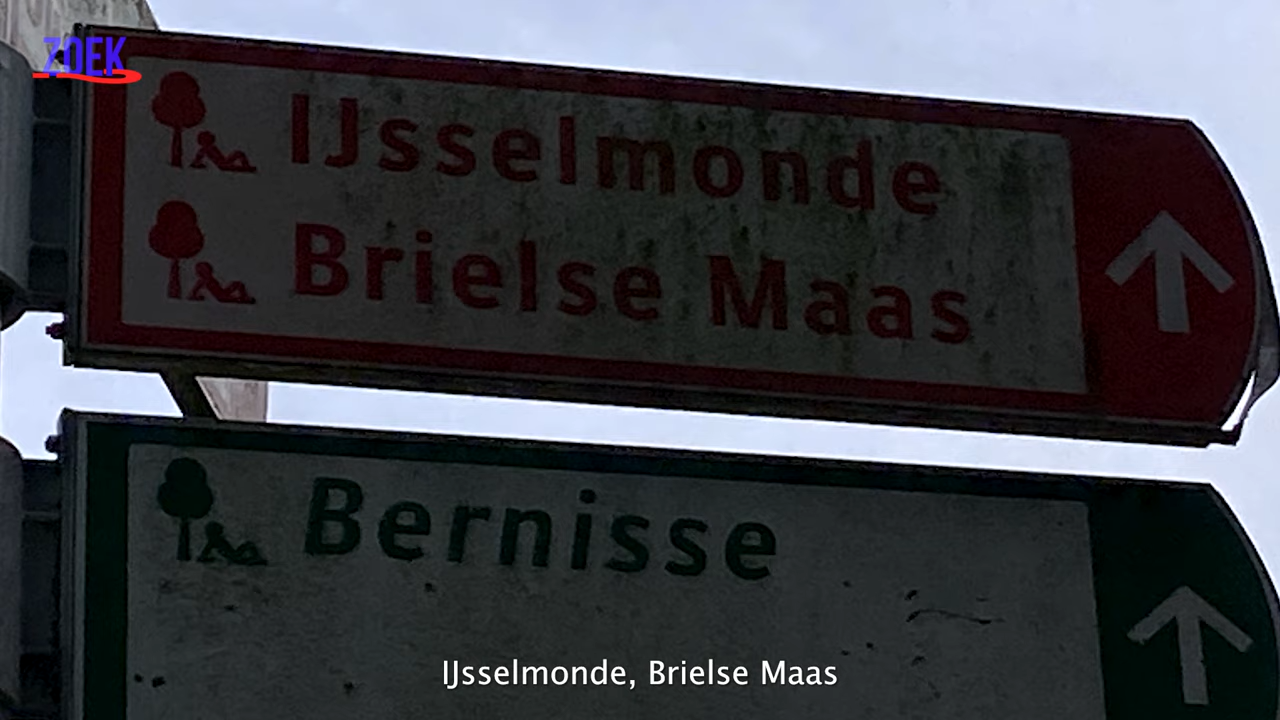 ZOEK
IJsselmonde
Brielse Maas
Bernisse
IJsselmonde, Brielse Maas